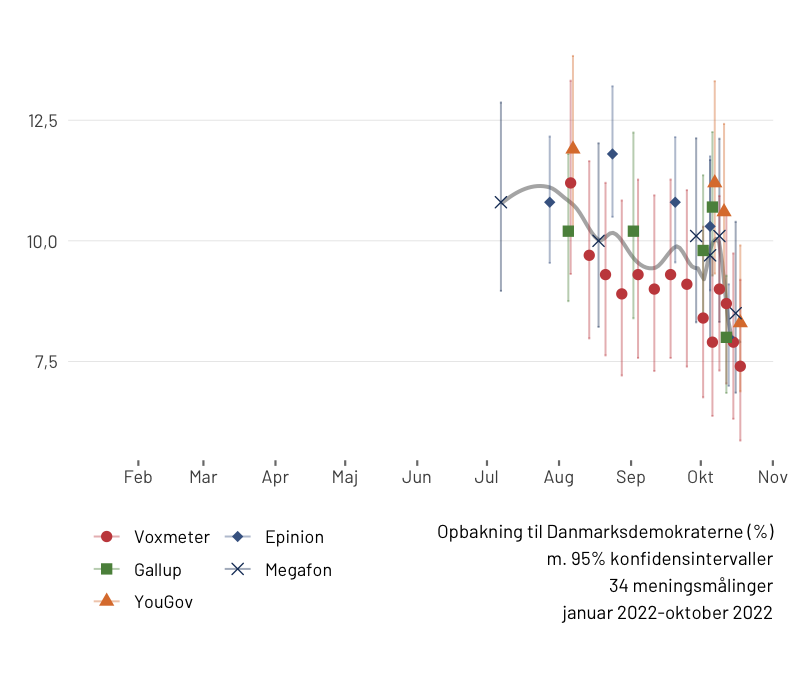 12,5
10,0
7,5
Feb Mar Apr Maj Jun Jul Aug Sep Okt Nov
Voxmeter Epinion
Gallup Megafon
YouGov
Opbakning til Danmarksdemokraterne (%)
m. 95% konfidensintervaller
34 meningsmålinger
januar 2022-oktober 2022